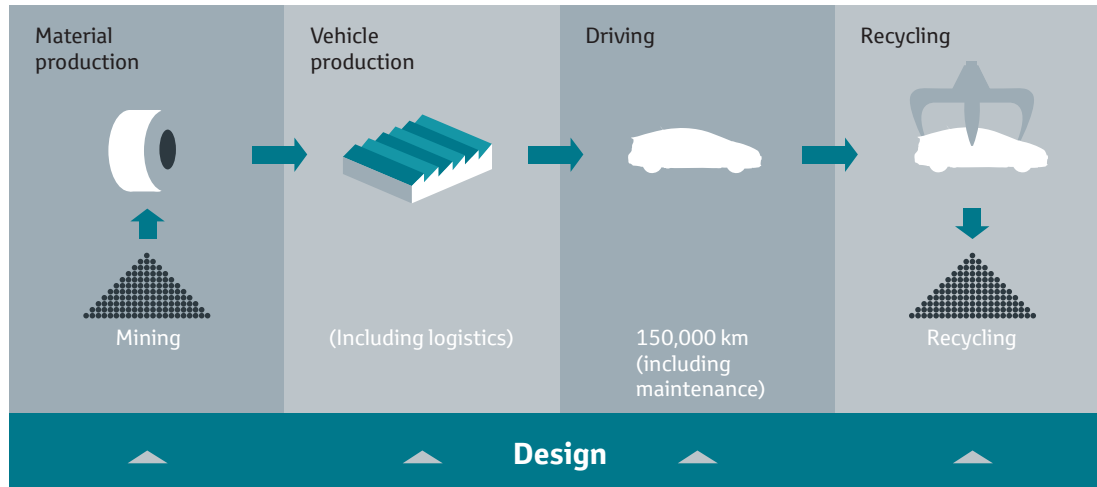 Material
production
Vehicle
production
Driving
Recycling
Mining
(Including logistics)
150,000 km
(including
maintenance)
Recycling
Design